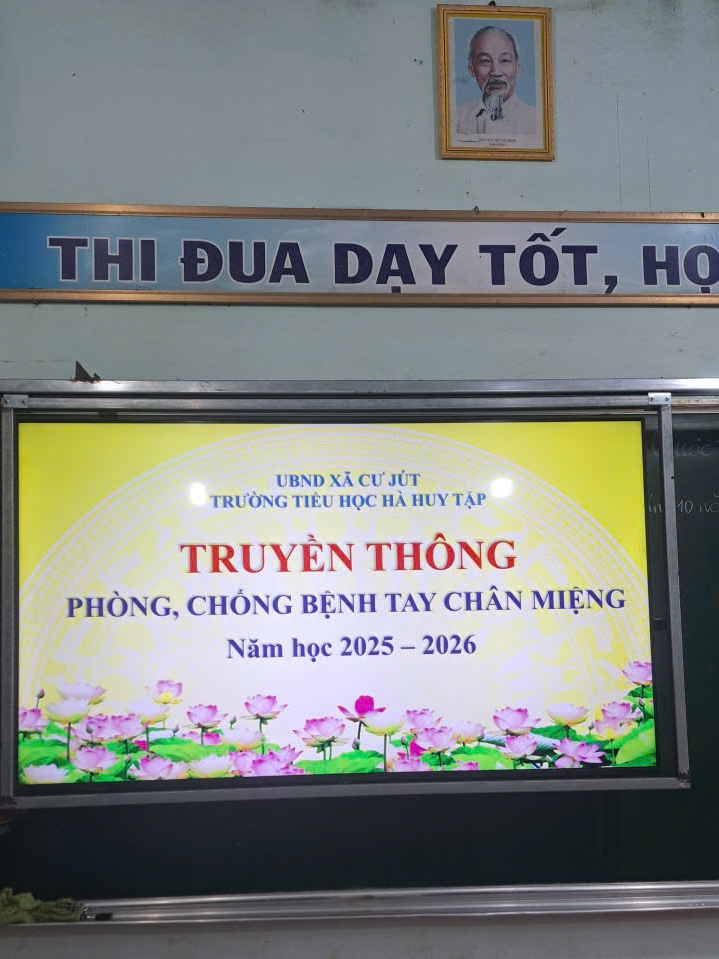 THI ĐUA DẠY TỐT, HỌ
UBND XÃ CƯ JÚT
TRƯỜNG TIỂU HỌC HÀ HUY TẬP
TRUYỀN THÔNG
PHÒNG, CHỐNG BỆNH TAY CHÂN MIỆNG
Năm học 2025 – 2026